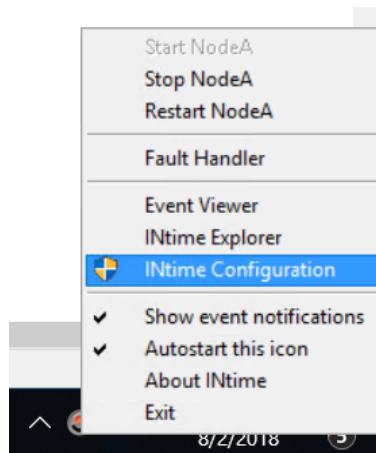 Start NodeA
Stop NodeA
Restart NodeA
Fault Handler
Event Viewer
INtime Explorer
INtime Configuration
Show event notifications
Autostart this icon
About INtime
Exit
8/2/2018
5